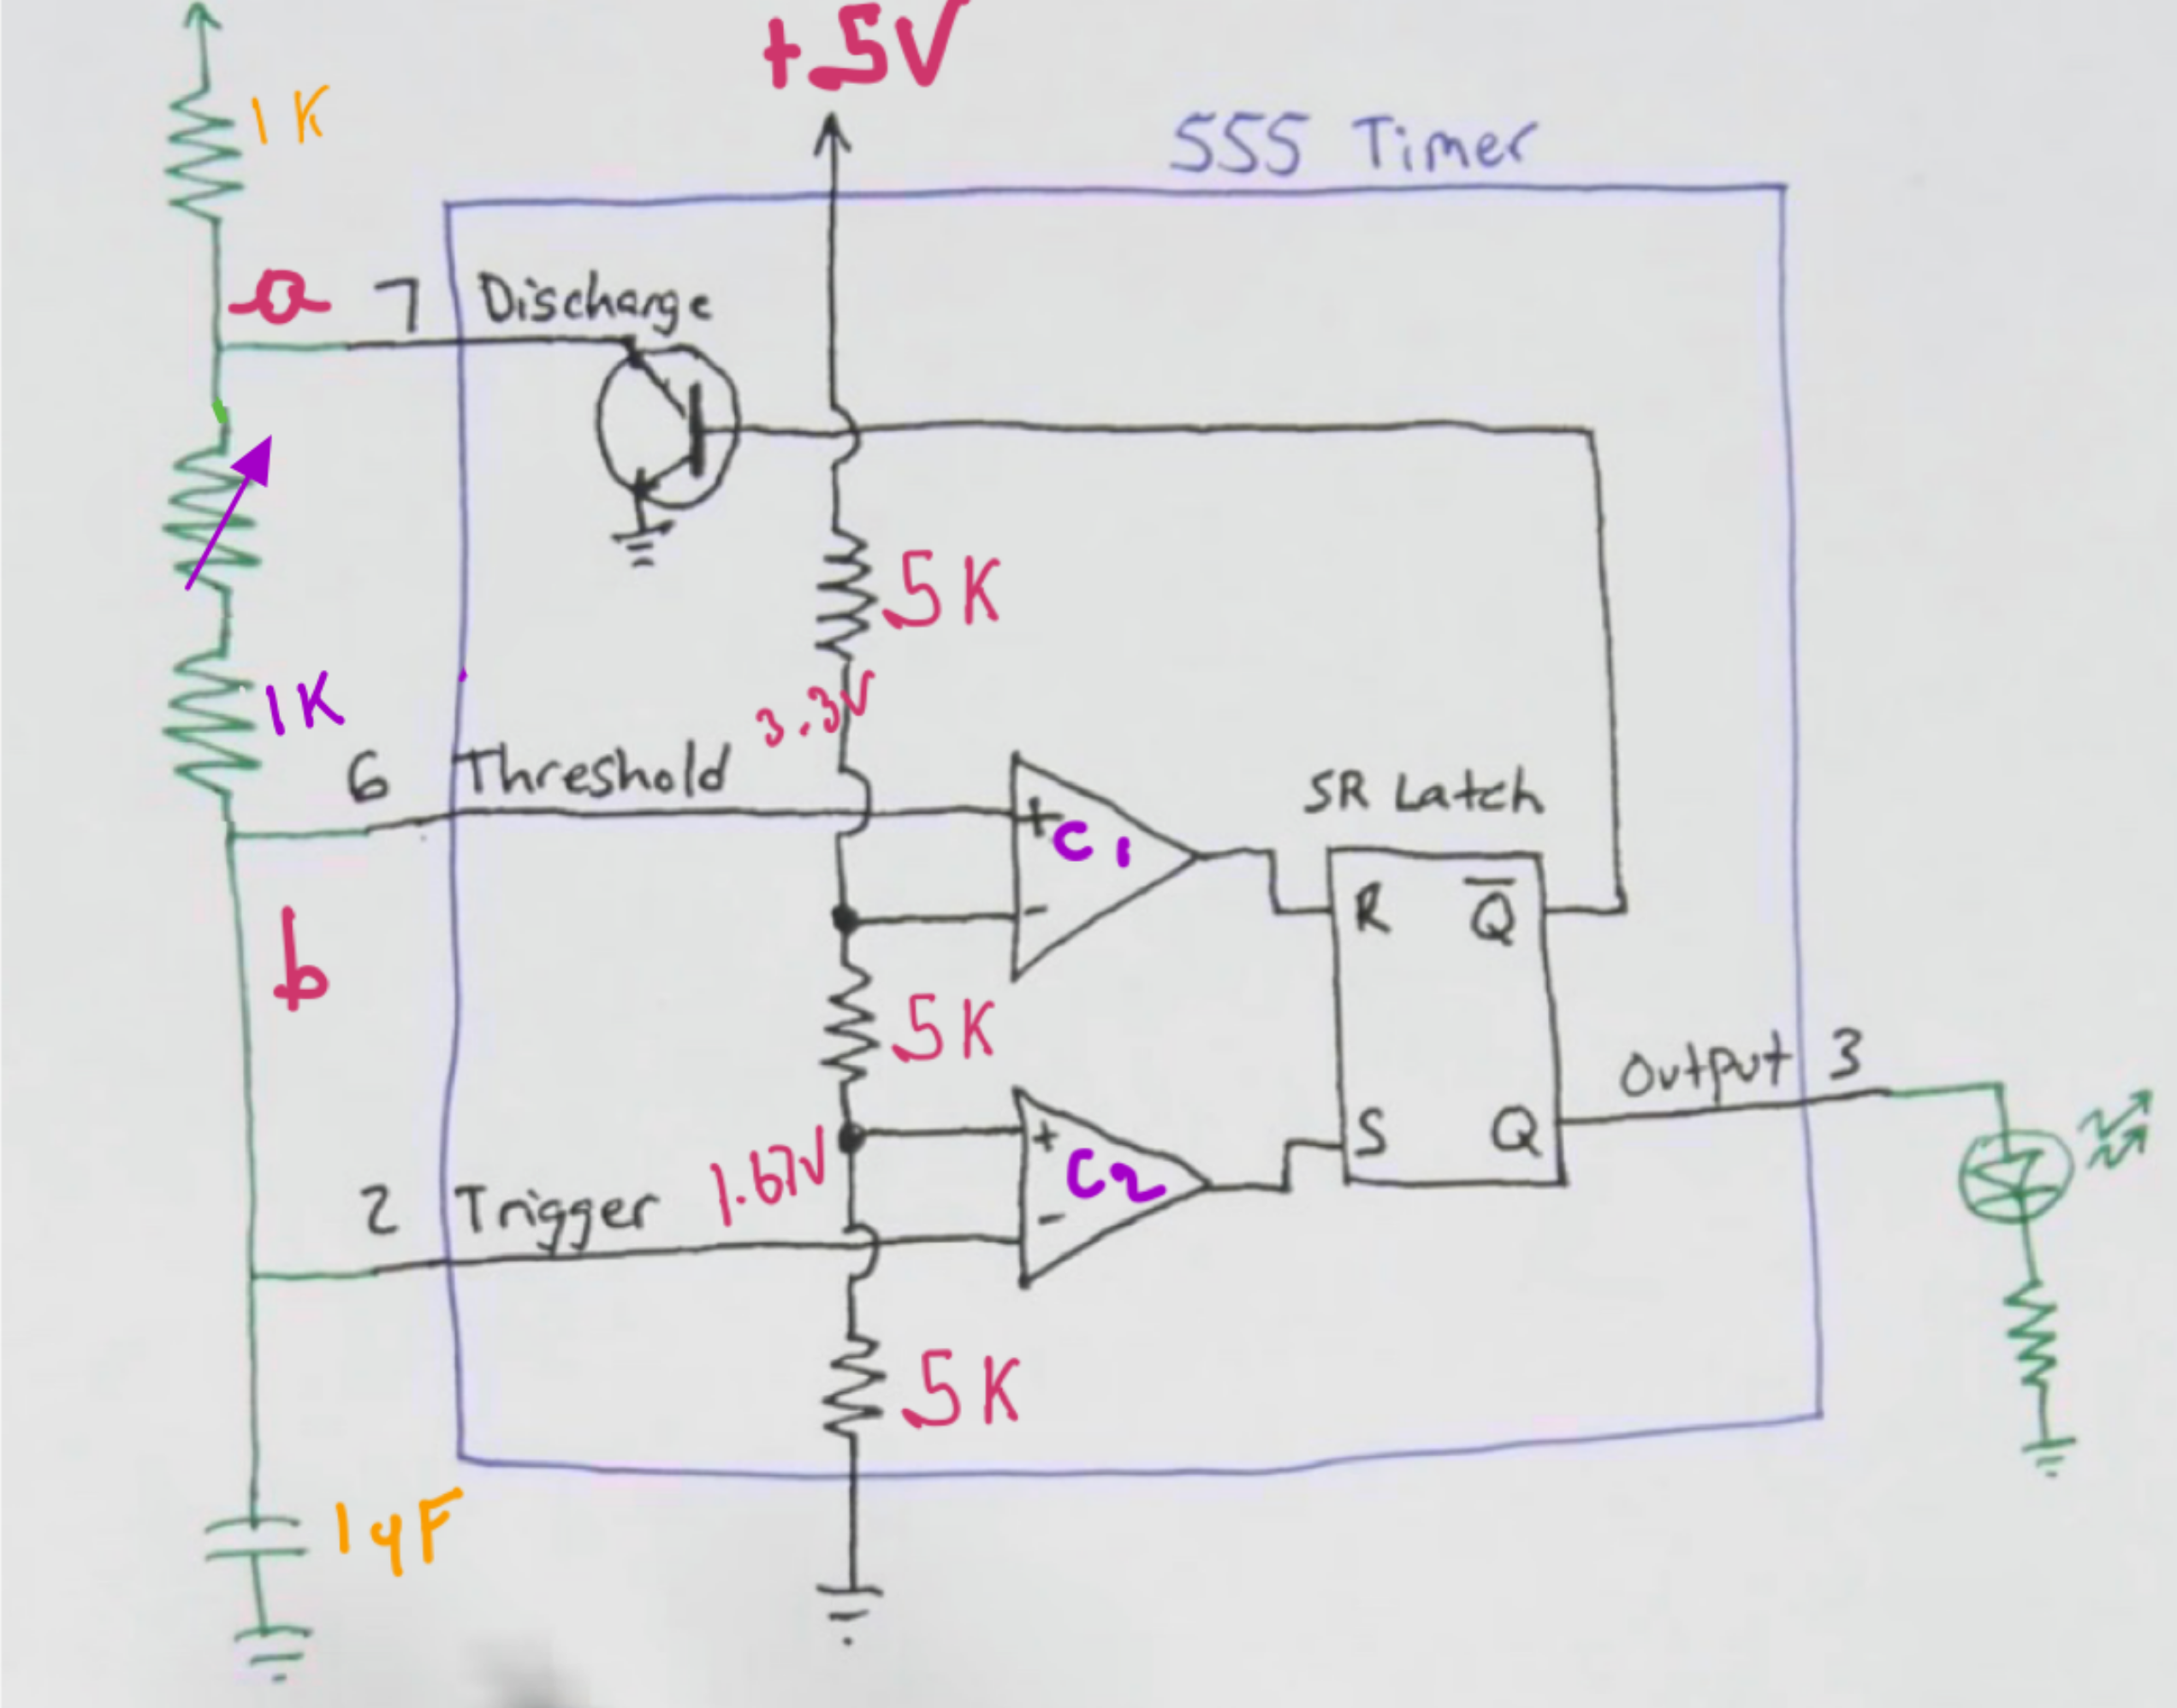 +5V
1K
555 Timer
a 7 Discharge
5K
1K
3.3V
6 Threshold
+
C1
-
SR Latch
R Q̅
b
5K
Output 3
+
S Q
C2
1.67V
2 Trigger
-
5K
1µF